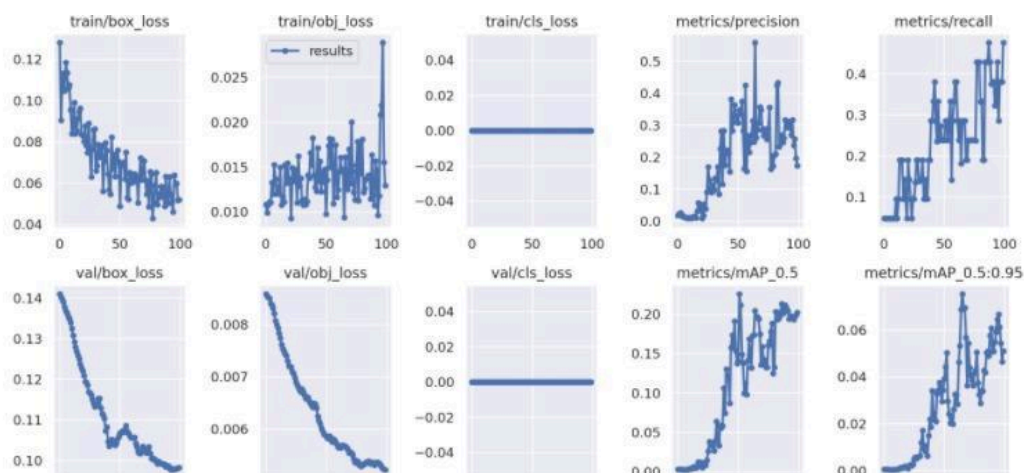 train/box_loss
train/obj_loss
train/cls_loss
metrics/precision
metrics/recall
0.12
0.10
0.08
0.06
0.04
0 50 100
results
0.025
0.020
0.015
0.010
0 50 100
0.04
0.02
0.00
−0.02
−0.04
0 50 100
0.5
0.4
0.3
0.2
0.1
0.0
0 50 100
0.4
0.3
0.2
0.1
0 50 100
val/box_loss
val/obj_loss
val/cls_loss
metrics/mAP_0.5
metrics/mAP_0.5:0.95
0.14
0.13
0.12
0.11
0.10
0.008
0.007
0.006
0.04
0.02
0.00
−0.02
−0.04
0.20
0.15
0.10
0.05
0.00
0.06
0.04
0.02
0.00